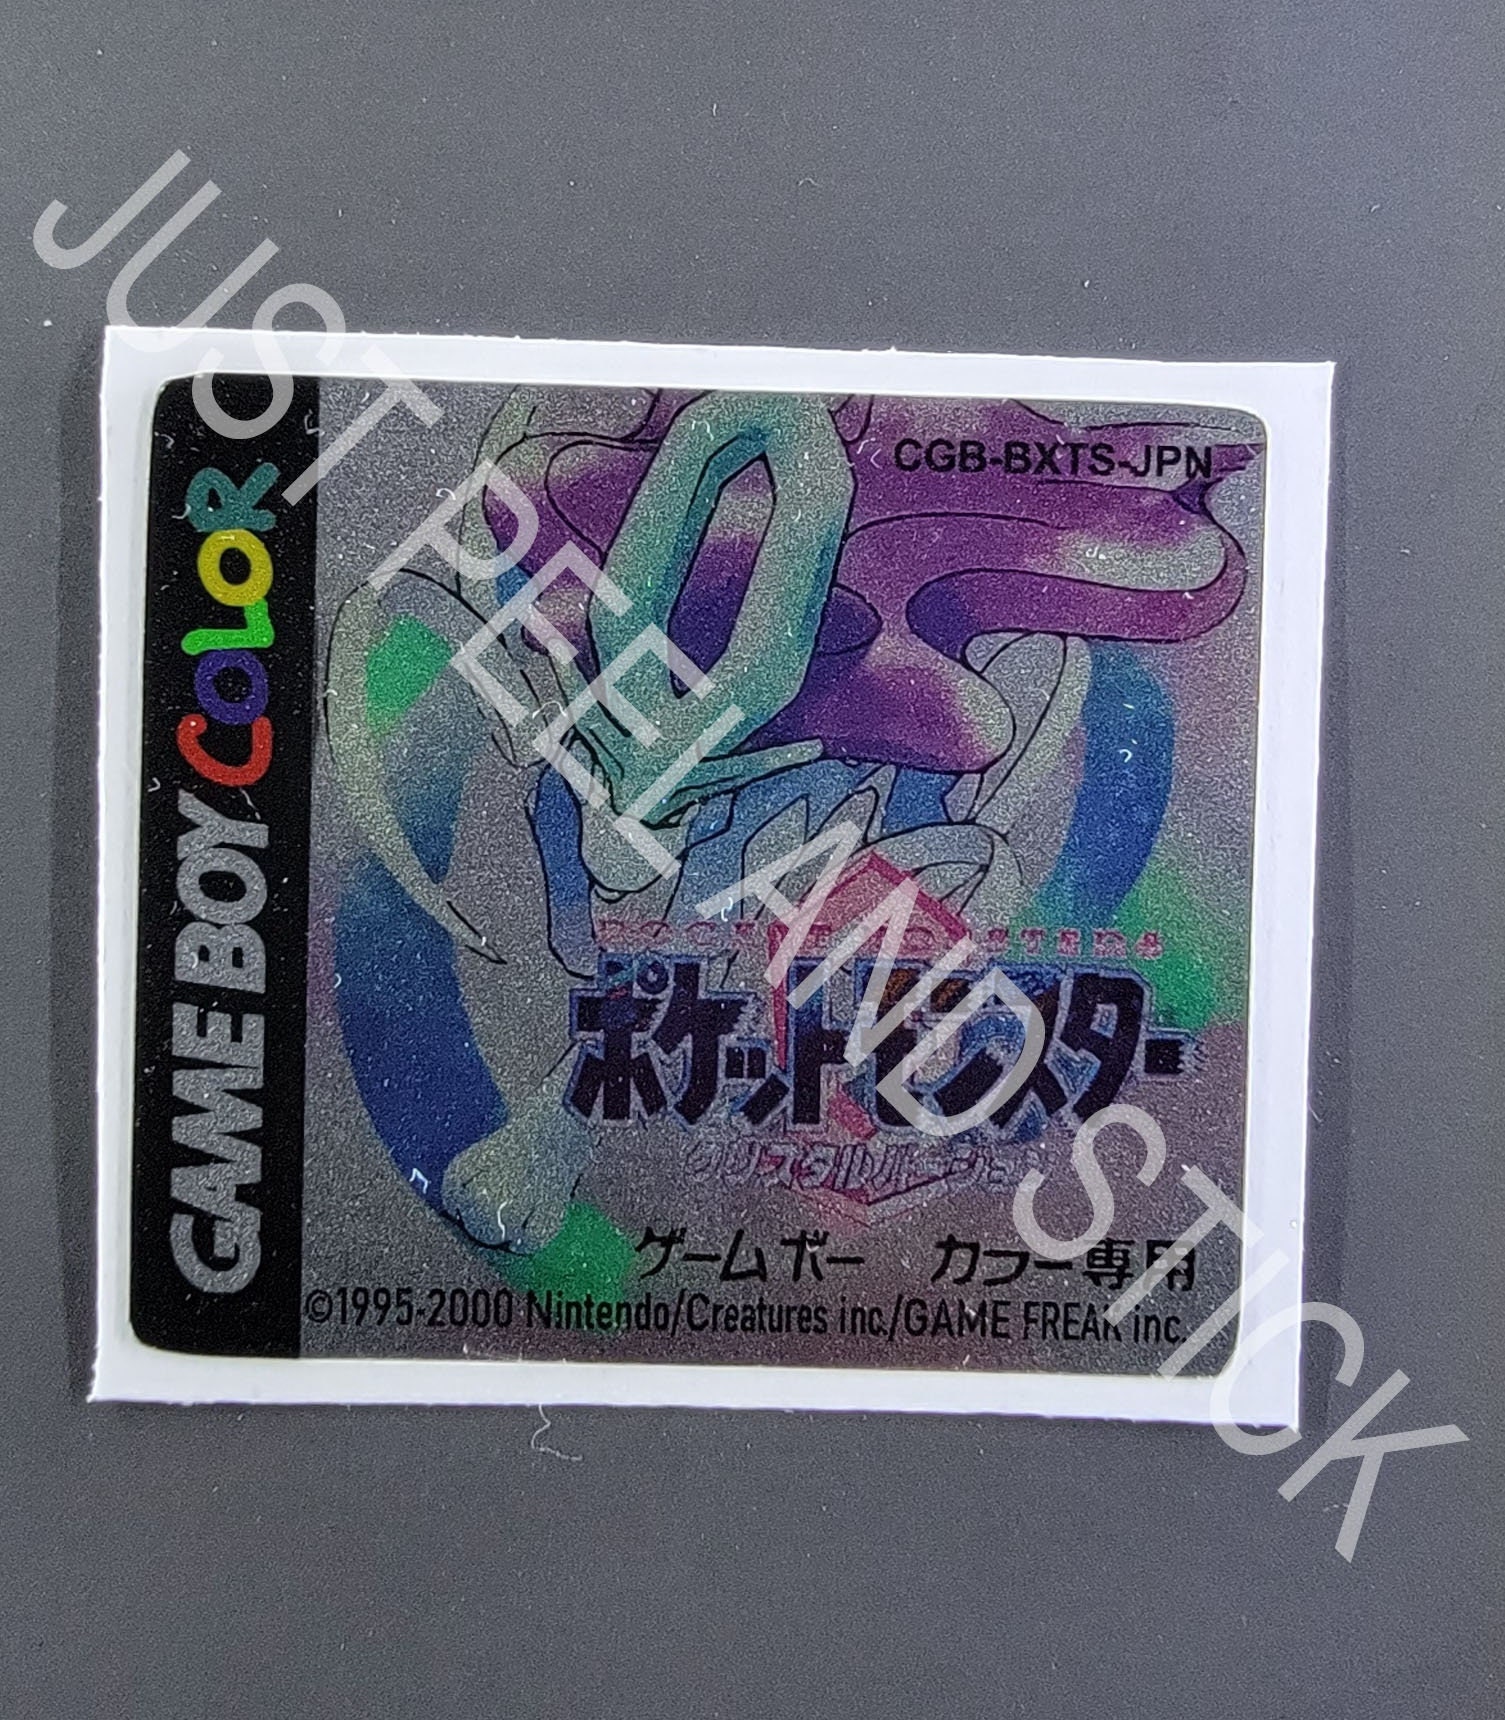 JUST PEEL AND STICK
GAME BOY COLOR
CGB-BXTS-JPN
POCKET MONSTERS
ポケットモンスター
クリスタルバージョン
ゲームボー カラー専用
©1995-2000 Nintendo/Creatures inc./GAME FREAK inc.